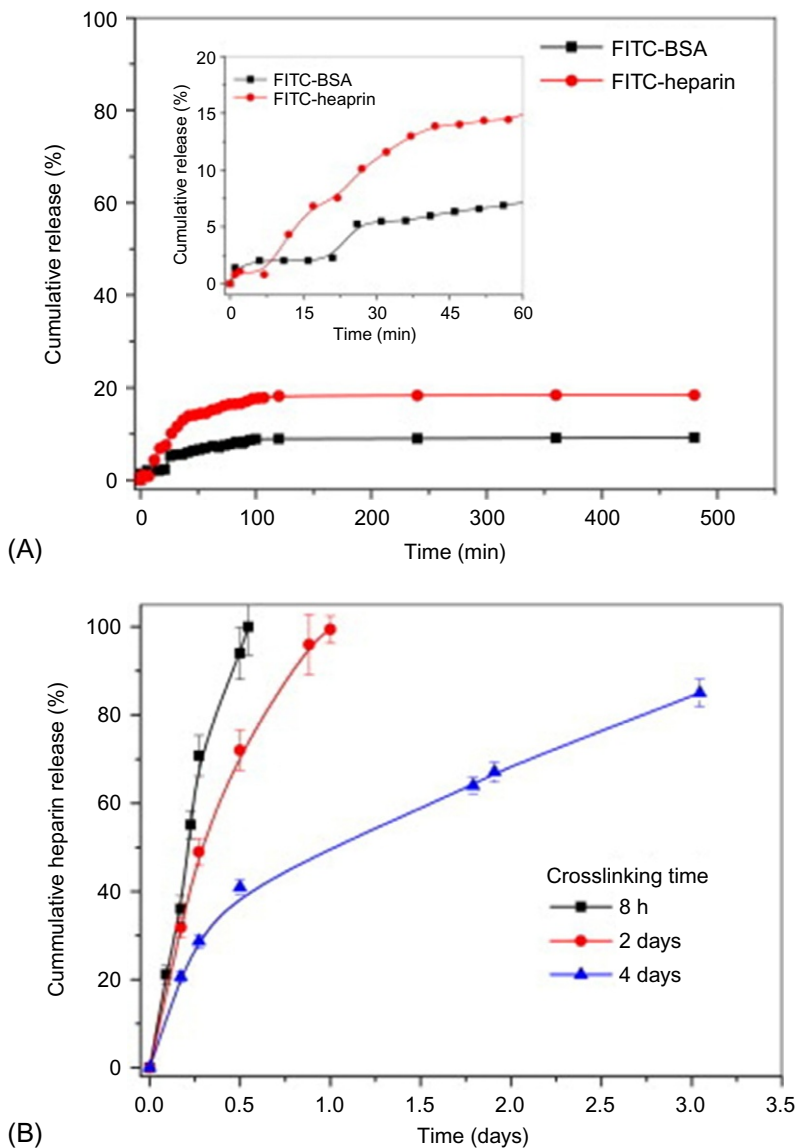 100
80
60
40
20
0
Cumulative release (%)
20
15
10
5
0
Cumulative release (%)
FITC-BSA
FITC-heaprin
0 15 30 45 60
Time (min)
FITC-BSA
FITC-heparin
0 100 200 300 400 500
Time (min)
(A)
100
80
60
40
20
0
Cummulative heparin release (%)
Crosslinking time
8 h
2 days
4 days
0.0 0.5 1.0 1.5 2.0 2.5 3.0 3.5
Time (days)
(B)